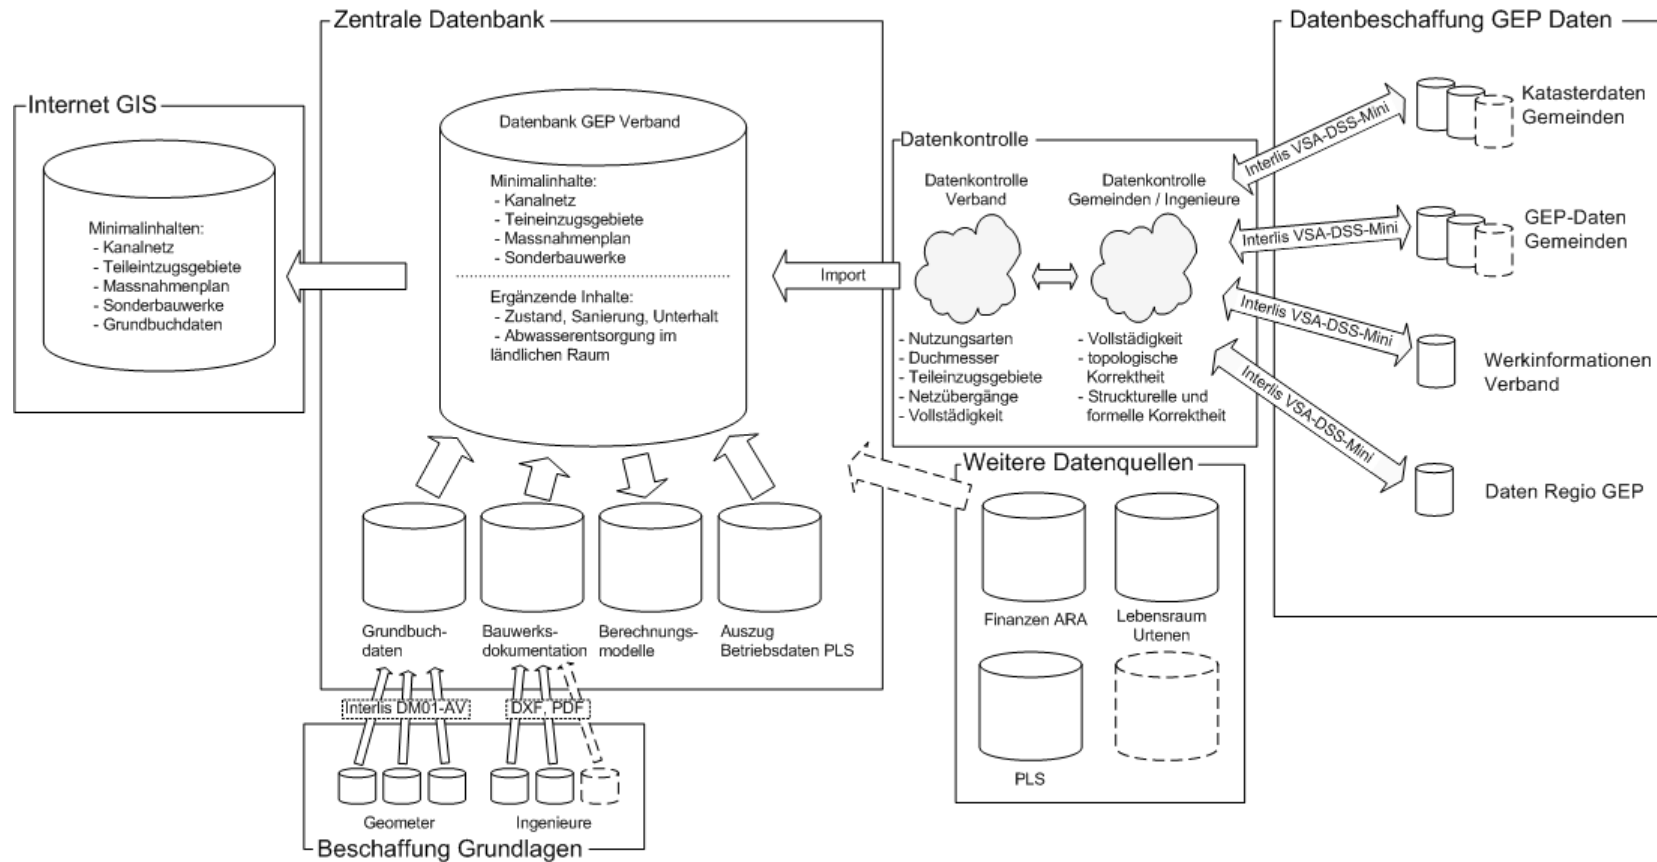 Internet GIS
Minimalinhalten:
- Kanalnetz
- Teileintzugsgebiete
- Massnahmenplan
- Sonderbauwerke
- Grundbuchdaten
Zentrale Datenbank
Datenbank GEP Verband
Minimalinhalte:
- Kanalnetz
- Teineinzugsgebiete
- Massnahmenplan
- Sonderbauwerke
Ergänzende Inhalte:
- Zustand, Sanierung, Unterhalt
- Abwasserentsorgung im
ländlichen Raum
Grundbuch-
daten
Bauwerks-
dokumentation
Berechnungs-
modelle
Auszug
Betriebsdaten PLS
Interlis DM01-AV
DXF, PDF
Geometer
Ingenieure
Beschaffung Grundlagen
Import
Datenkontrolle
Datenkontrolle
Verband
- Nutzungsarten
- Duchmesser
- Teileinzugsgebiete
- Netzübergänge
- Vollstädigkeit
Datenkontrolle
Gemeinden / Ingenieure
- Vollstädigkeit
- topologische
Korrektheit
- Struckturelle und
formelle Korrektheit
Weitere Datenquellen
Finanzen ARA
Lebensraum
Urtenen
PLS
Datenbeschaffung GEP Daten
Interlis VSA-DSS-Mini
Katasterdaten
Gemeinden
Interlis VSA-DSS-Mini
GEP-Daten
Gemeinden
Interlis VSA-DSS-Mini
Werkinformationen
Verband
Interlis VSA-DSS-Mini
Daten Regio GEP